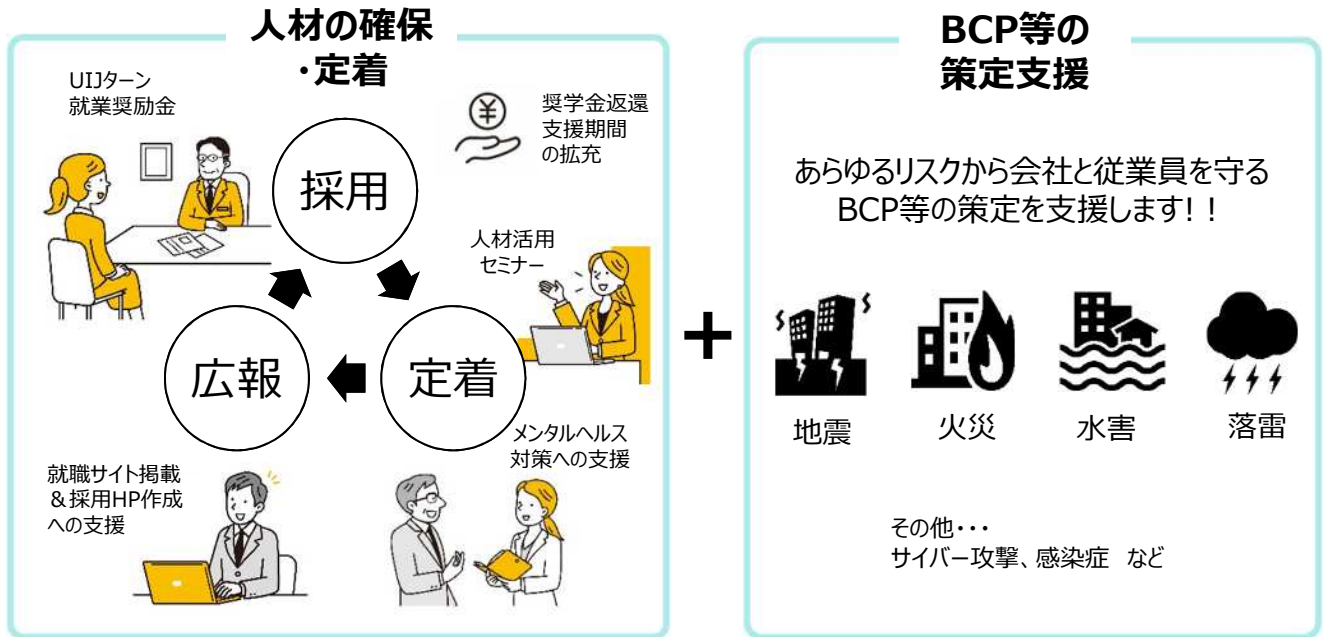 人材の確保
・定着
UIJターン
就業奨励金
奨学金返還
支援期間
の拡充
採用
人材活用
セミナー
広報
定着
メンタルヘルス
対策への支援
就職サイト掲載
&採用HP作成
への支援
+
BCP等の
策定支援
あらゆるリスクから会社と従業員を守る
BCP等の策定を支援します!!
地震
火災
水害
落雷
その他・・・
サイバー攻撃、感染症 など